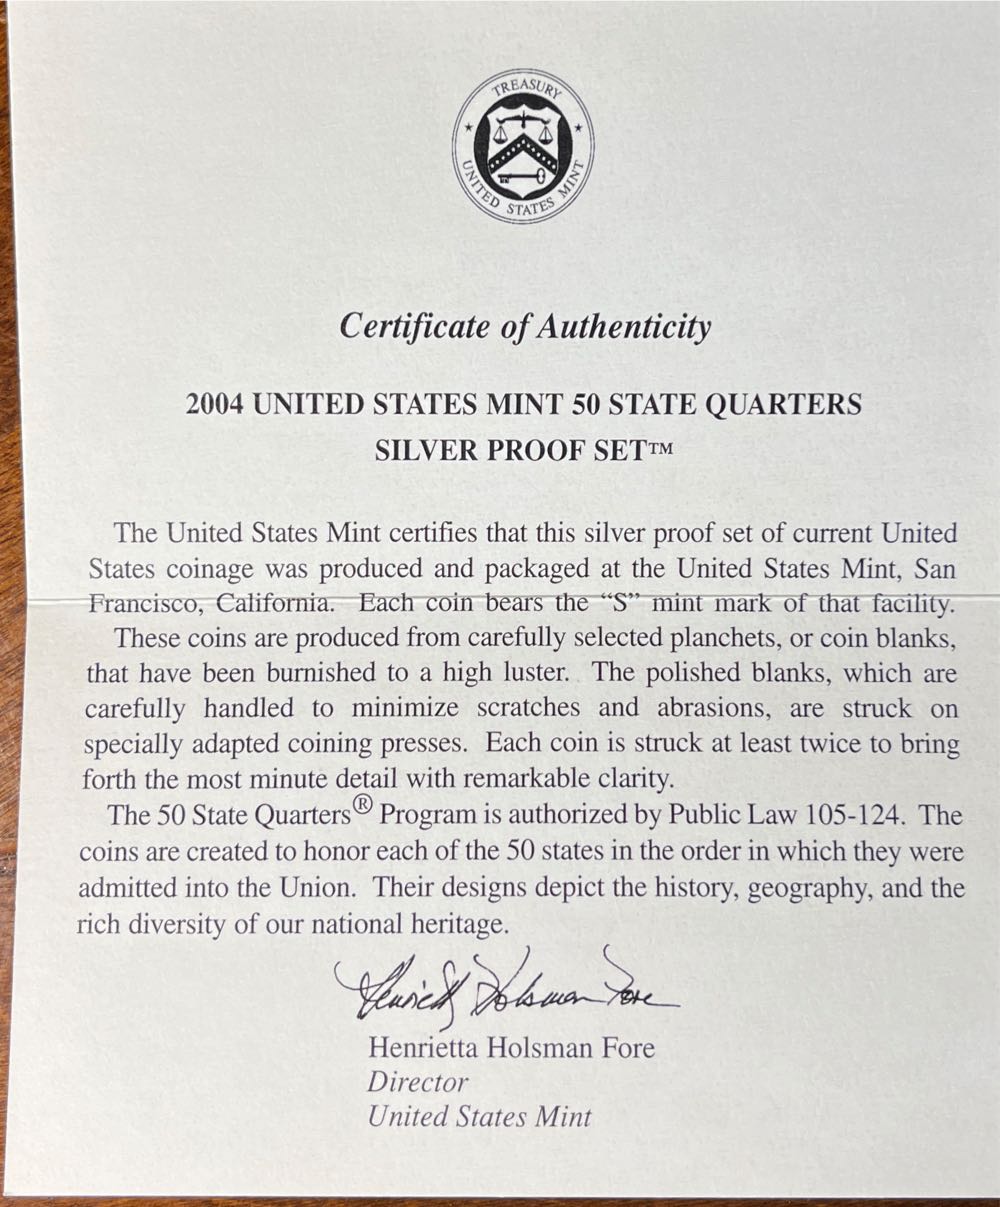 TREASURY
UNITED STATES MINT
Certificate of Authenticity
2004 UNITED STATES MINT 50 STATE QUARTERS
SILVER PROOF SET™
The United States Mint certifies that this silver proof set of current United
States coinage was produced and packaged at the United States Mint, San
Francisco, California. Each coin bears the “S” mint mark of that facility.
These coins are produced from carefully selected planchets, or coin blanks,
that have been burnished to a high luster. The polished blanks, which are
carefully handled to minimize scratches and abrasions, are struck on
specially adapted coining presses. Each coin is struck at least twice to bring
forth the most minute detail with remarkable clarity.
The 50 State Quarters® Program is authorized by Public Law 105-124. The
coins are created to honor each of the 50 states in the order in which they were
admitted into the Union. Their designs depict the history, geography, and the
rich diversity of our national heritage.
Henrietta Holsman Fore
Henrietta Holsman Fore
Director
United States Mint